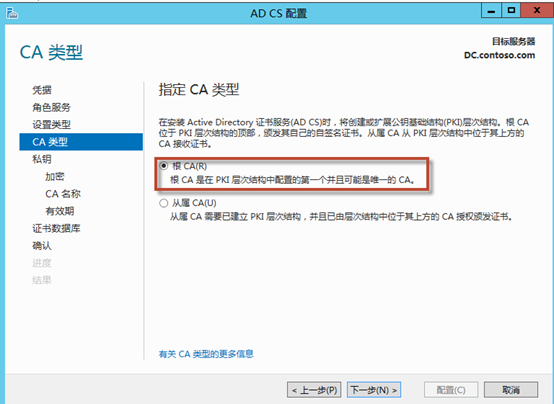 AD CS 配置
CA 类型
目标服务器
DC.contoso.com
凭据
角色服务
设置类型
CA 类型
私钥
加密
CA 名称
有效期
证书数据库
确认
进度
结果
指定 CA 类型
在安装 Active Directory 证书服务(AD CS)时，将创建或扩展公钥基础结构(PKI)层次结构。根 CA
位于 PKI 层次结构的顶部，颁发其自己的自签名证书。从属 CA 从 PKI 层次结构中位于其上方的
CA 接收证书。
根 CA(R)
根 CA 是在 PKI 层次结构中配置的第一个并且可能是唯一的 CA。
从属 CA(U)
从属 CA 需要已建立 PKI 层次结构，并且已由层次结构中位于其上方的 CA 授权颁发证书。
有关 CA 类型的更多信息
< 上一步(P)
下一步(N) >
配置(C)
取消